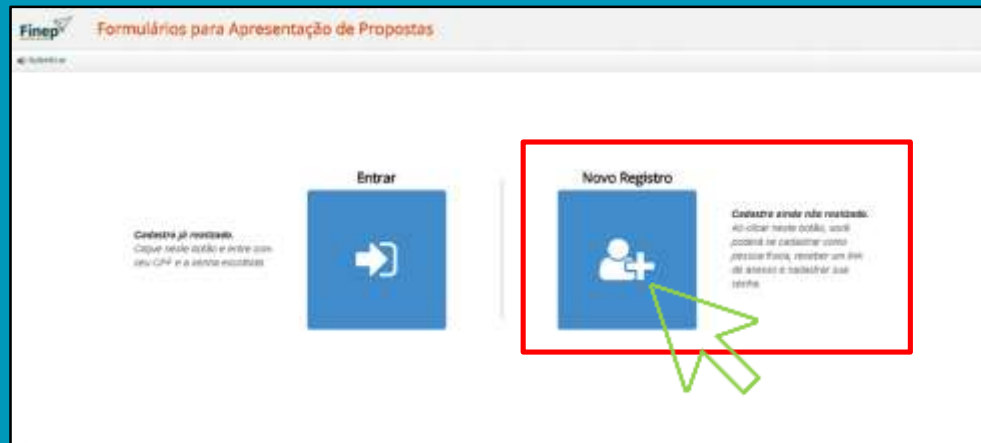 Finep
Formulários para Apresentação de Propostas
Entrar
Cadastro já realizado.
Clique neste botão e entre com
seu CPF e a senha escolhida.
Novo Registro
Cadastro ainda não realizado.
Ao clicar neste botão, você
poderá se cadastrar como
pessoa física, receber um link
de acesso e cadastrar sua
senha.